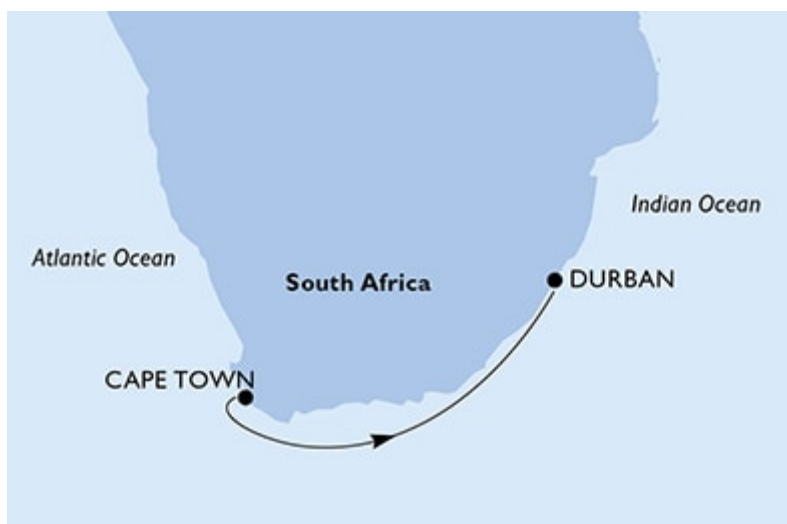 Indian Ocean
Atlantic Ocean
South Africa
DURBAN
CAPE TOWN